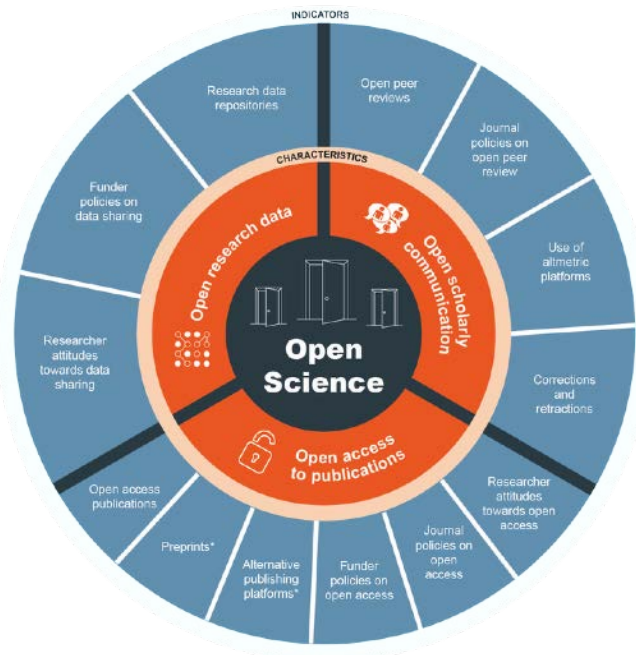 INDICATORS
Research data
repositories
Open peer
reviews
Journal
policies on
open peer
review
Funder
policies on
data sharing
CHARACTERISTICS
Open research data
Open scholarly
communication
Use of
altmetric
platforms
Researcher
attitudes
towards data
sharing
Open
Science
Corrections
and
retractions
Open access
to publications
Open access
publications
Preprints*
Alternative
publishing
platforms*
Funder
policies on
open access
Journal
policies on
open
access
Researcher
attitudes
towards open
access